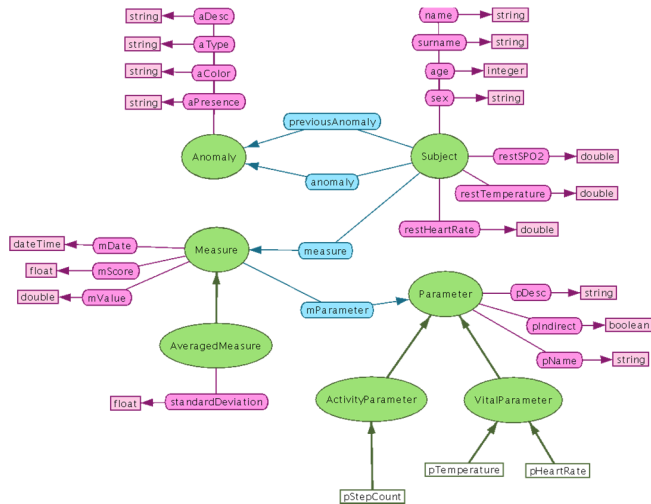 string aDesc
string aType
string aColor
string aPresence
name string
surname string
age integer
sex string
previousAnomaly
Anomaly
Subject
restSPO2 double
anomaly
restTemperature double
restHeartRate double
dateTime mDate
Measure
measure
float mScore
double mValue
mParameter
Parameter
pDesc string
pIndirect boolean
pName string
AveragedMeasure
float standardDeviation
ActivityParameter
VitalParameter
pTemperature
pHeartRate
pStepCount